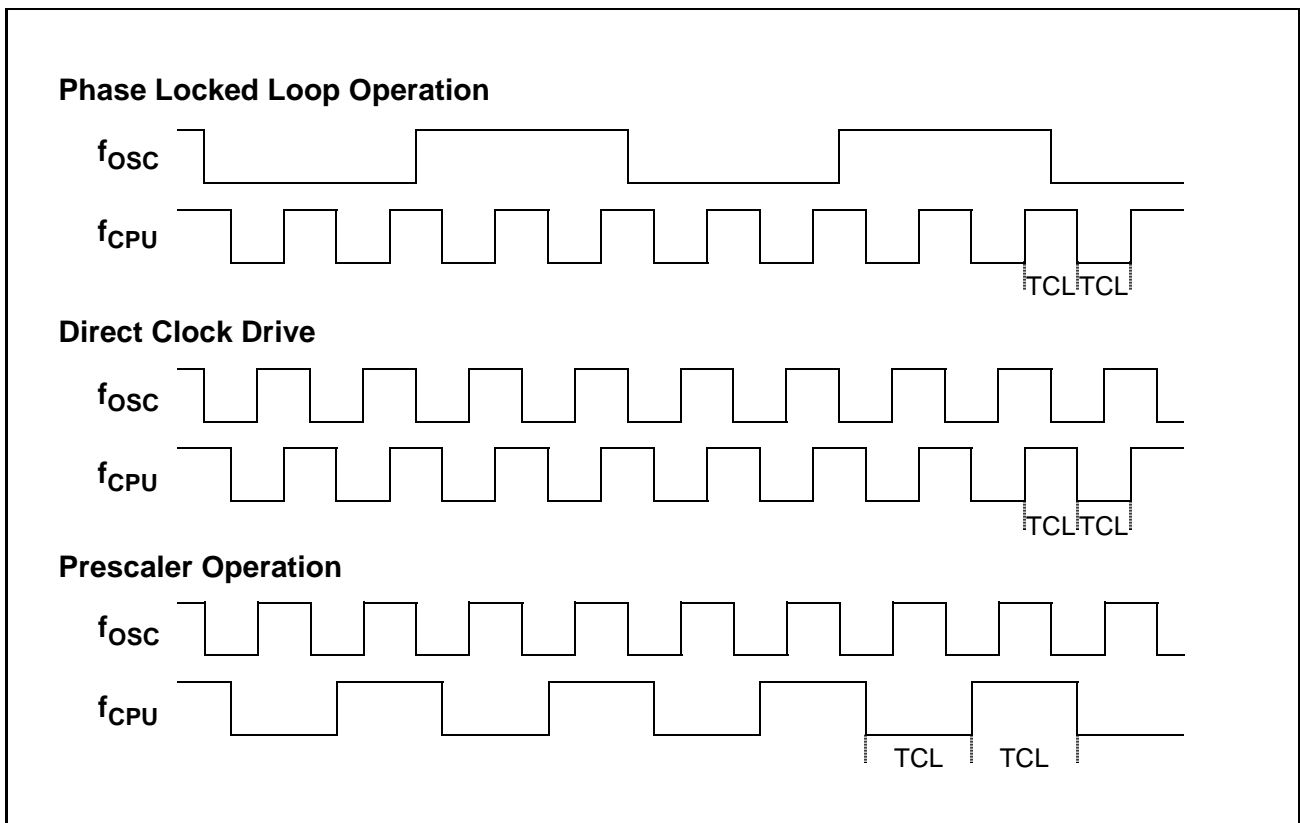 Phase Locked Loop Operation
fOSC
fCPU
TCL TCL
Direct Clock Drive
fOSC
fCPU
TCL TCL
Prescaler Operation
fOSC
fCPU
TCL TCL